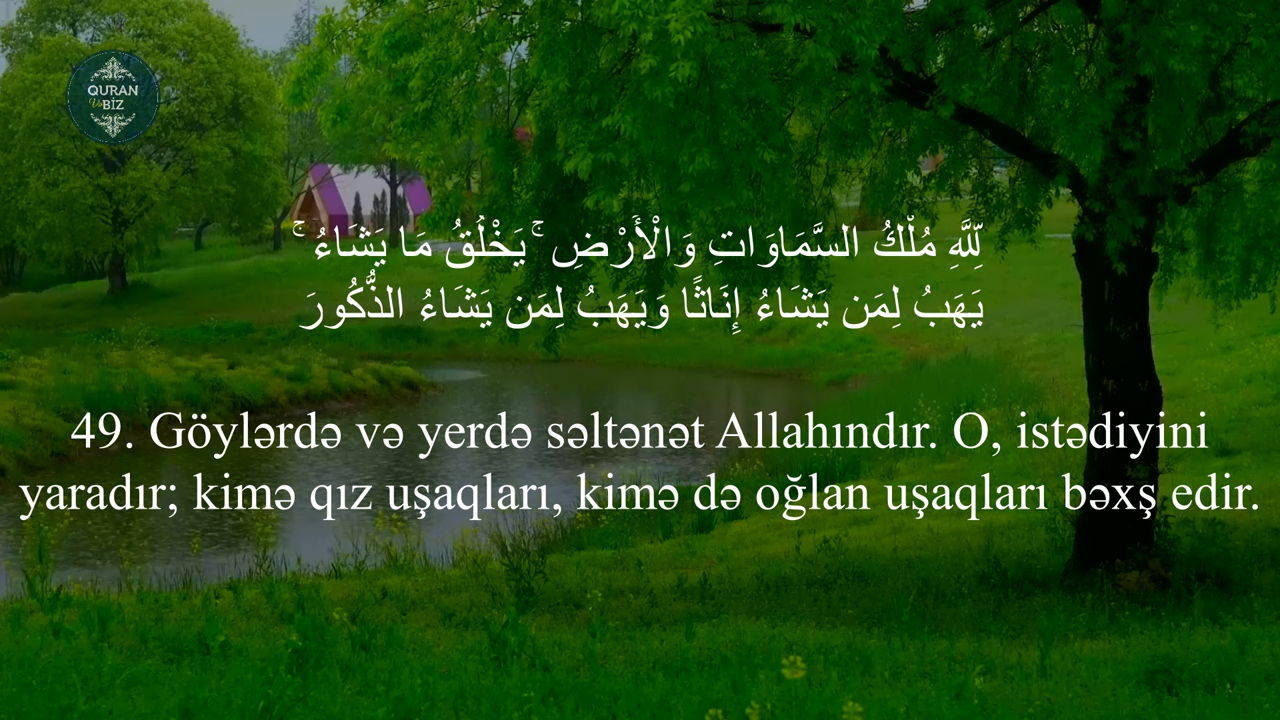 QURAN
Və BİZ
لِّلَّهِ مُلْكُ السَّمَاوَاتِ وَالْأَرْضِ ۚ يَخْلُقُ مَا يَشَاءُ ۚ
يَهَبُ لِمَن يَشَاءُ إِنَاثًا وَيَهَبُ لِمَن يَشَاءُ الذُّكُورَ
49. Göylərdə və yerdə səltənət Allahındır. O, istədiyini
yaradır; kimə qız uşaqları, kimə də oğlan uşaqları bəxş edir.